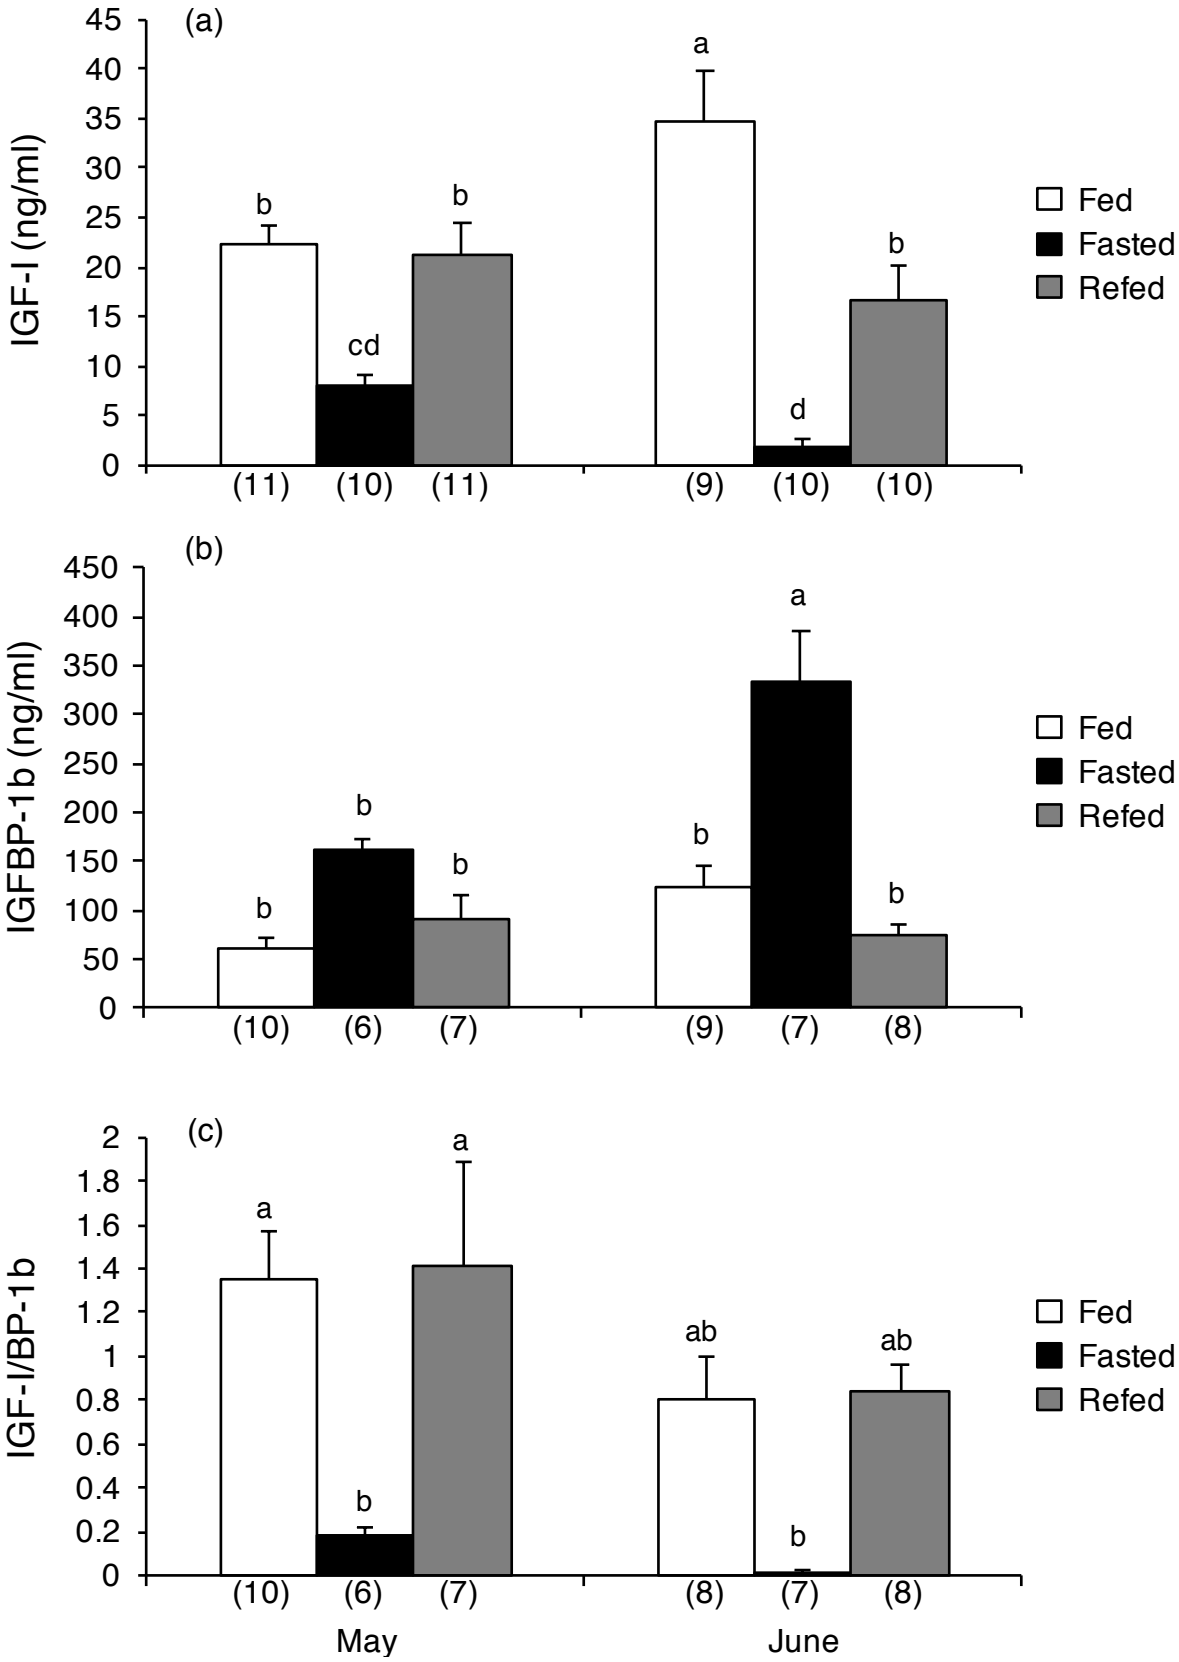 (a)
IGF-I (ng/ml)
45
40
35
30
25
20
15
10
5
0
b
cd
b
a
d
b
(11) (10) (11) (9) (10) (10)
Fed
Fasted
Refed
(b)
IGFBP-1b (ng/ml)
450
400
350
300
250
200
150
100
50
0
b
b
b
b
a
b
(10) (6) (7) (9) (7) (8)
Fed
Fasted
Refed
(c)
IGF-I/BP-1b
2
1.8
1.6
1.4
1.2
1
0.8
0.6
0.4
0.2
0
a
b
a
ab
b
ab
(10) (6) (7) (8) (7) (8)
May June
Fed
Fasted
Refed